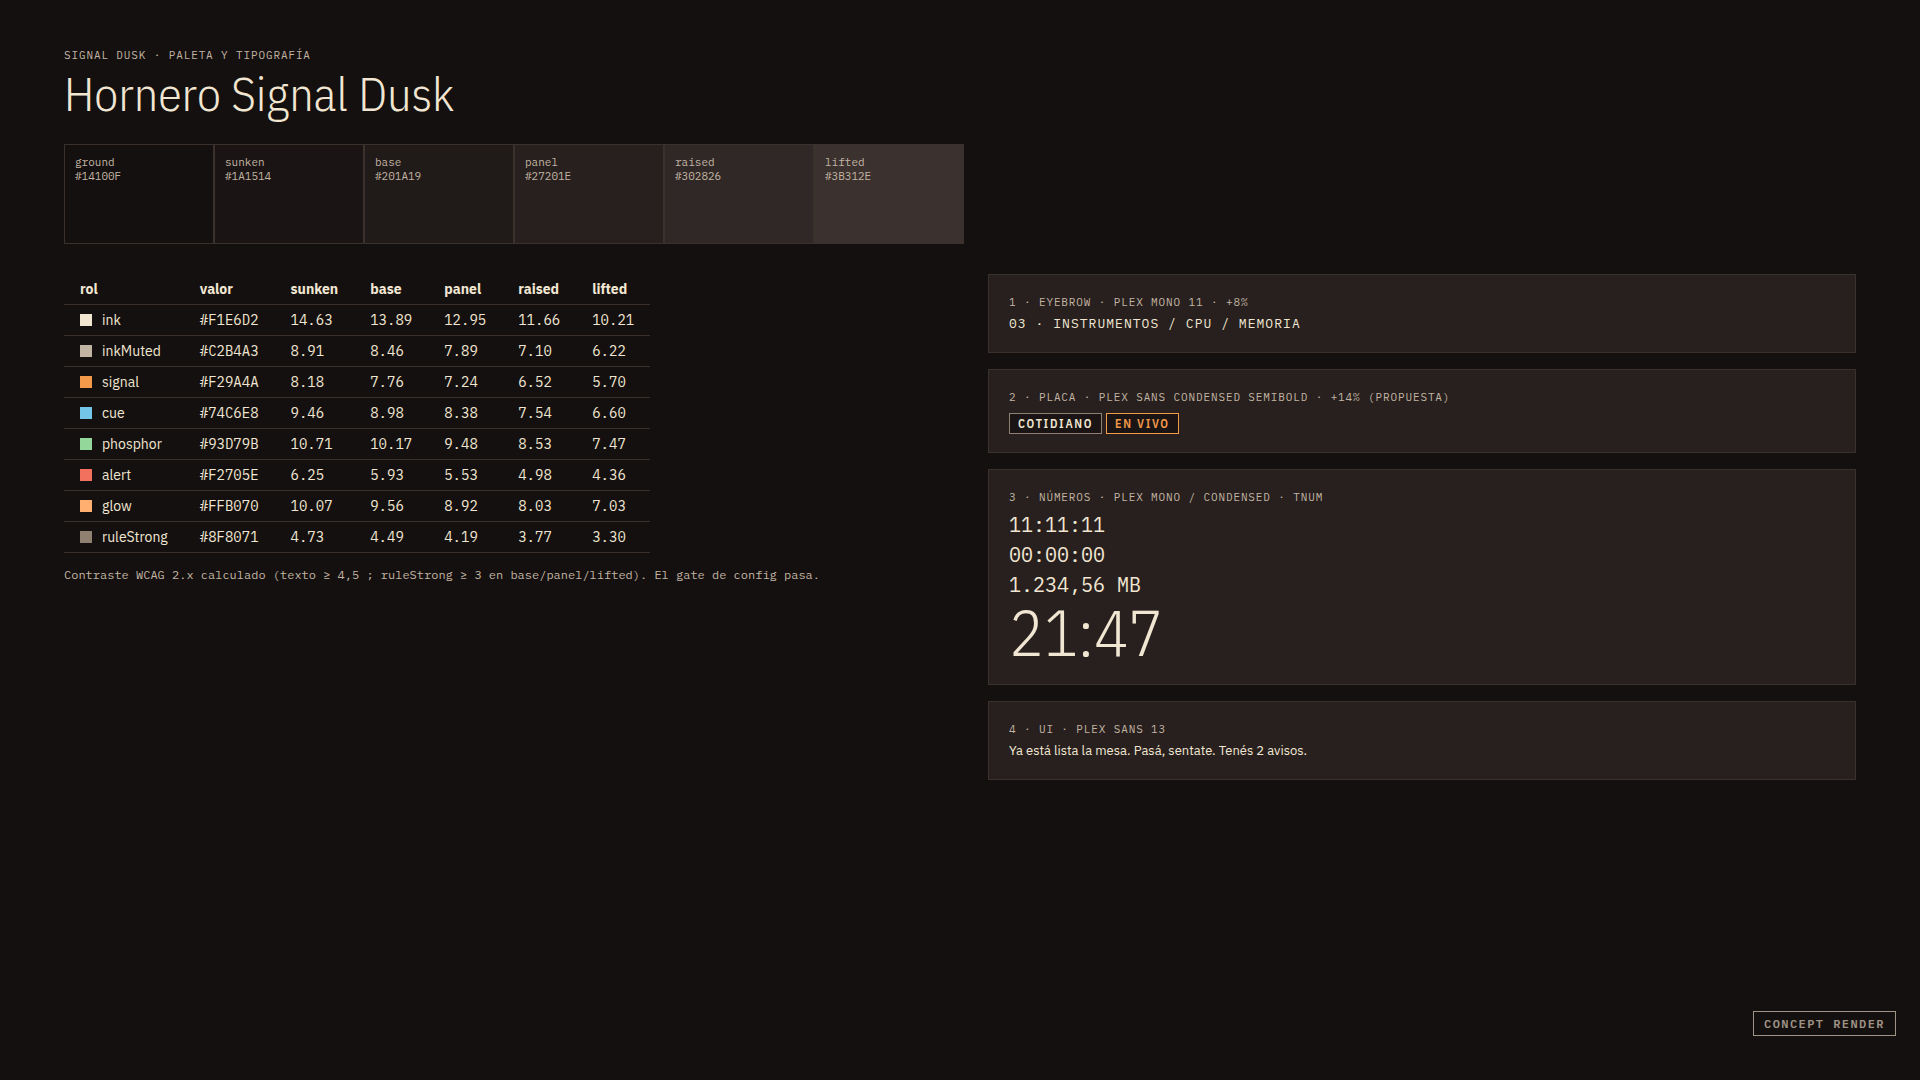 SIGNAL DUSK · PALETA Y TIPOGRAFÍA
Hornero Signal Dusk
ground sunken base panel raised lifted
#14100F #1A1514 #201A19 #27201E #302826 #3B312E
rol valor sunken base panel raised lifted
ink #F1E6D2 14.63 13.89 12.95 11.66 10.21
inkMuted #C2B4A3 8.91 8.46 7.89 7.10 6.22
signal #F29A4A 8.18 7.76 7.24 6.52 5.70
cue #74C6E8 9.46 8.98 8.38 7.54 6.60
phosphor #93D79B 10.71 10.17 9.48 8.53 7.47
alert #F2705E 6.25 5.93 5.53 4.98 4.36
glow #FFB070 10.07 9.56 8.92 8.03 7.03
ruleStrong #8F8071 4.73 4.49 4.19 3.77 3.30
Contraste WCAG 2.x calculado (texto ≥ 4,5 ; ruleStrong ≥ 3 en base/panel/lifted). El gate de config pasa.
1 · EYEBROW · PLEX MONO 11 · +8%
03 · INSTRUMENTOS / CPU / MEMORIA
2 · PLACA · PLEX SANS CONDENSED SEMIBOLD · +14% (PROPUESTA)
COTIDIANO EN VIVO
3 · NÚMEROS · PLEX MONO / CONDENSED · TNUM
11:11:11
00:00:00
1.234,56 MB
21:47
4 · UI · PLEX SANS 13
Ya está lista la mesa. Pasá, sentate. Tenés 2 avisos.
CONCEPT RENDER